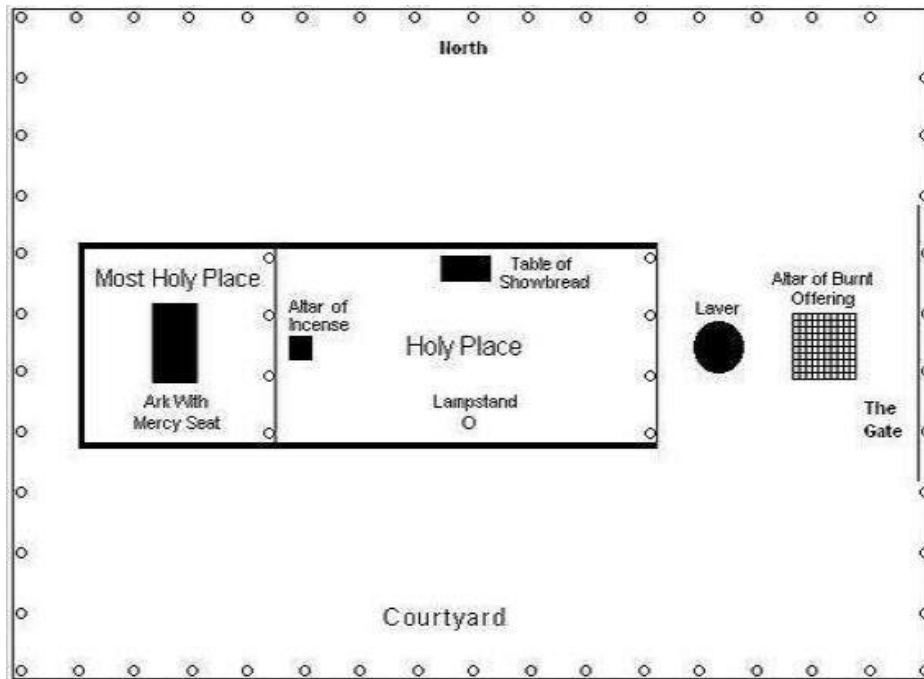 North
Most Holy Place
Table of
Showbread
Altar of
Incense
Altar of Burnt
Offering
Laver
Holy Place
Ark With
Mercy Seat
Lampstand
The
Gate
Courtyard